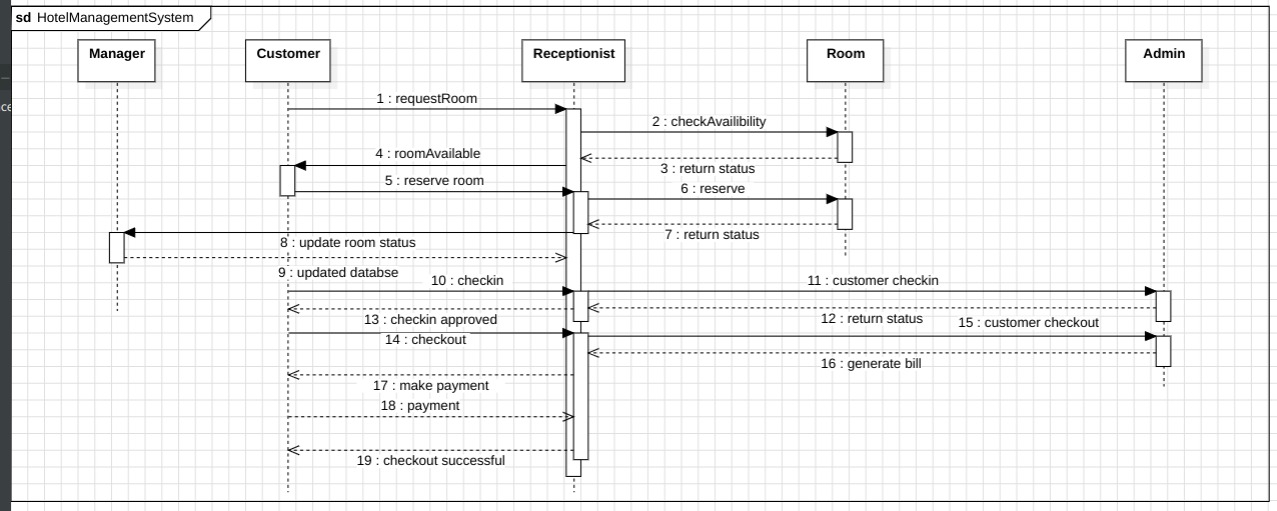 sd HotelManagementSystem
Manager
Customer
Receptionist
Room
Admin
1 : requestRoom
2 : checkAvailibility
3 : return status
4 : roomAvailable
5 : reserve room
6 : reserve
7 : return status
8 : update room status
9 : updated databse
10 : checkin
11 : customer checkin
12 : return status
13 : checkin approved
14 : checkout
15 : customer checkout
16 : generate bill
17 : make payment
18 : payment
19 : checkout successful